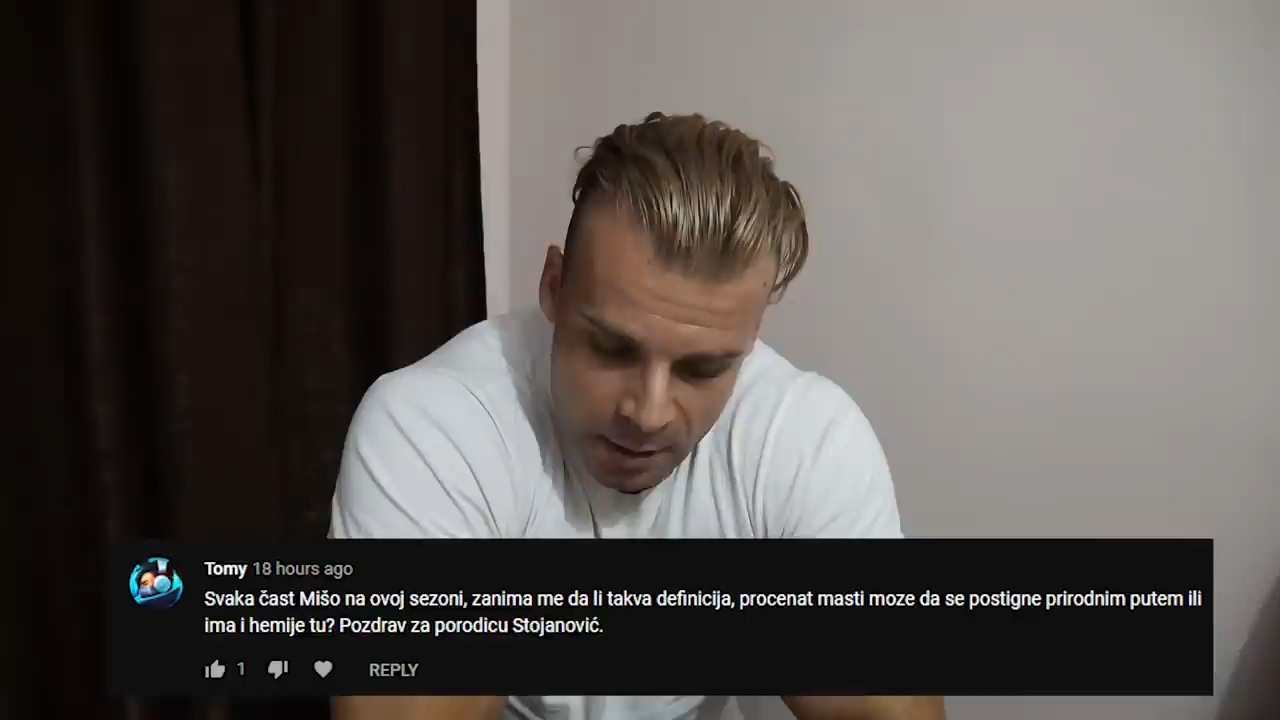 Tomy 18 hours ago
Svaka čast Mišo na ovoj sezoni, zanima me da li takva definicija, procenat masti moze da se postigne prirodnim putem ili
ima i hemije tu? Pozdrav za porodicu Stojanović.
1 REPLY